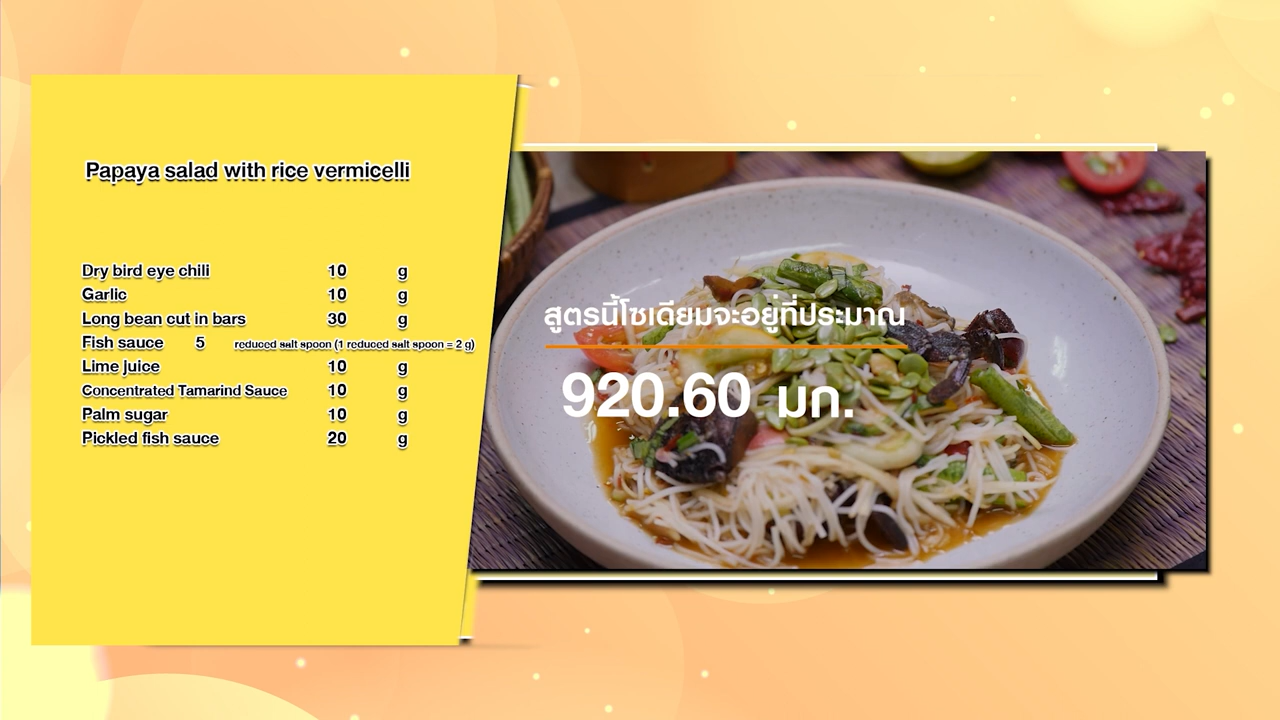 Papaya salad with rice vermicelli
Dry bird eye chili 10 g
Garlic 10 g
Long bean cut in bars 30 g
Fish sauce 5 reduced salt spoon (1 reduced salt spoon = 2 g)
Lime juice 10 g
Concentrated Tamarind Sauce 10 g
Palm sugar 10 g
Pickled fish sauce 20 g
สูตรนี้โซเดียมจะอยู่ที่ประมาณ
920.60 มก.